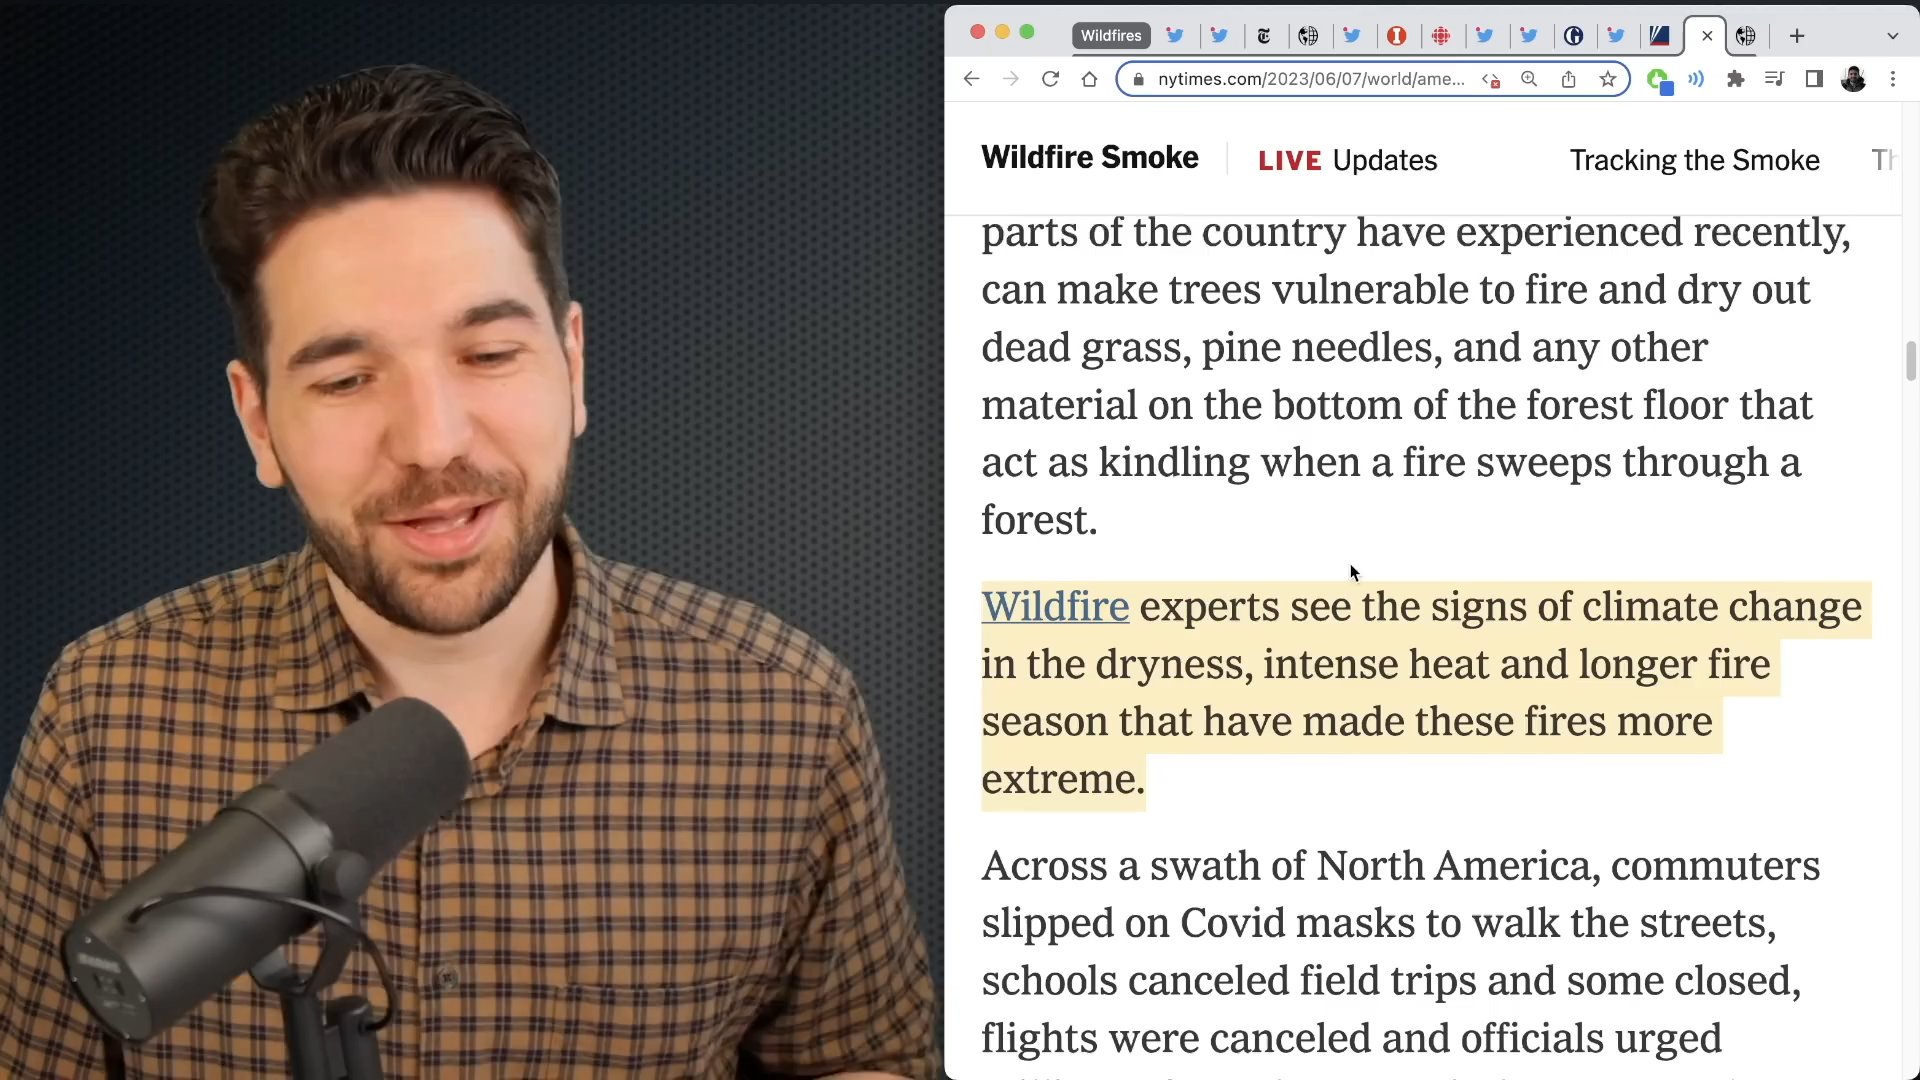 Wildfires
nytimes.com/2023/06/07/world/ame...
Wildfire Smoke
LIVE Updates
Tracking the Smoke
parts of the country have experienced recently,
can make trees vulnerable to fire and dry out
dead grass, pine needles, and any other
material on the bottom of the forest floor that
act as kindling when a fire sweeps through a
forest.
Wildfire experts see the signs of climate change
in the dryness, intense heat and longer fire
season that have made these fires more
extreme.
Across a swath of North America, commuters
slipped on Covid masks to walk the streets,
schools canceled field trips and some closed,
flights were canceled and officials urged